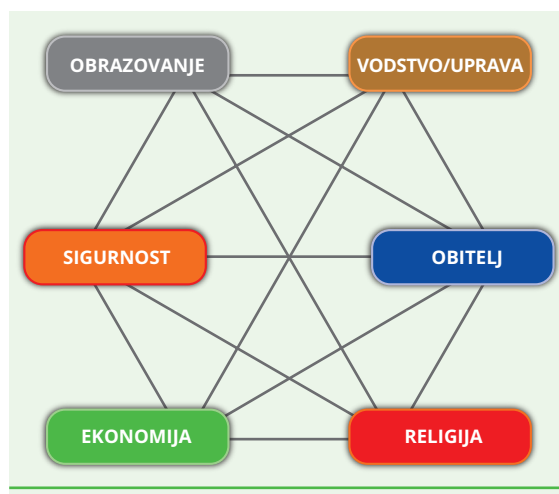 OBRAZOVANJE
VODSTVO/UPRAVA
SIGURNOST
OBITELJ
EKONOMIJA
RELIGIJA